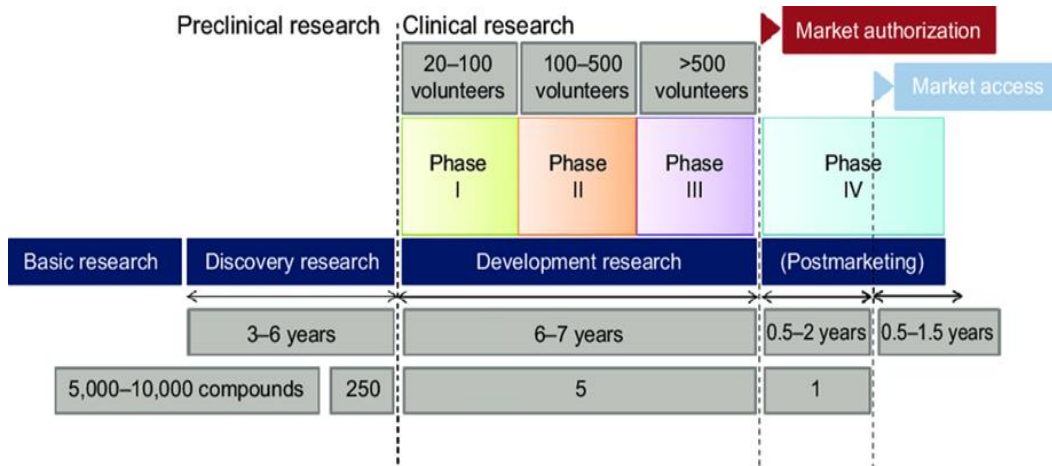 Preclinical research
Clinical research
Market authorization
Market access
20–100
volunteers
100–500
volunteers
>500
volunteers
Phase
I
Phase
II
Phase
III
Phase
IV
Basic research
Discovery research
Development research
(Postmarketing)
3–6 years
6–7 years
0.5–2 years
0.5–1.5 years
5,000–10,000 compounds
250
5
1